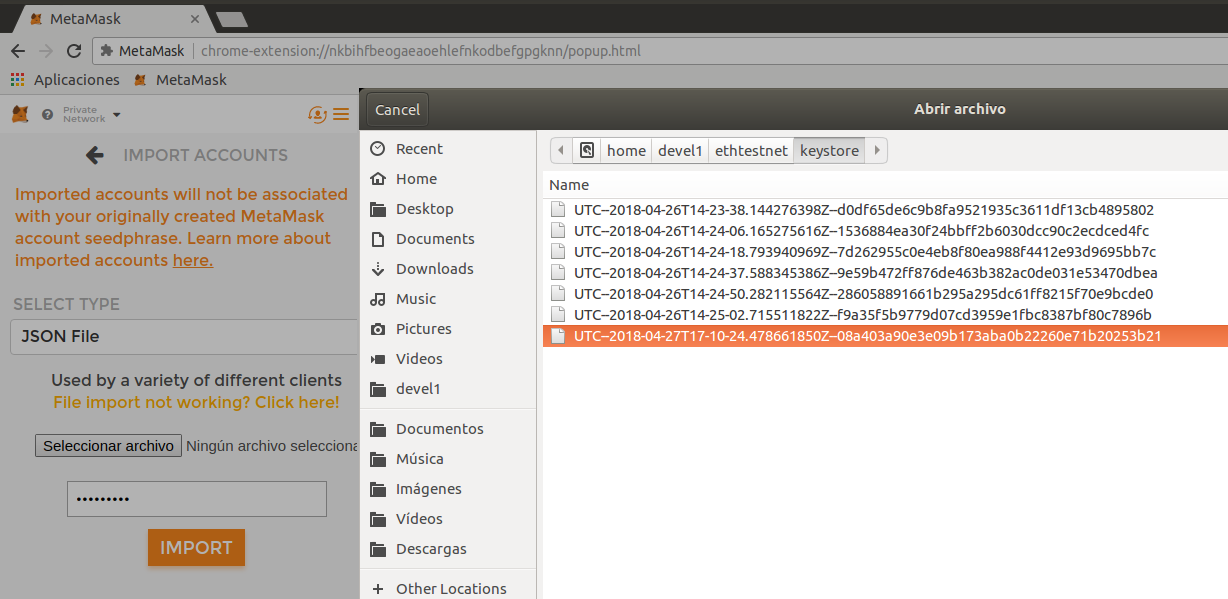 MetaMask
MetaMask chrome-extension://nkbihfbeogaeaoehlefnkodbefgpgknn/popup.html
Aplicaciones MetaMask
Private
Network
IMPORT ACCOUNTS
Imported accounts will not be associated
with your originally created MetaMask
account seedphrase. Learn more about
imported accounts here.
SELECT TYPE
JSON File
Used by a variety of different clients
File import not working? Click here!
Seleccionar archivo Ningún archivo selecciona
•••••••••
IMPORT
Cancel Abrir archivo
Recent
Home
Desktop
Documents
Downloads
Music
Pictures
Videos
devel1
Documentos
Música
Imágenes
Vídeos
Descargas
Other Locations
home devel1 ethtestnet keystore
Name
UTC--2018-04-26T14-23-38.144276398Z--d0df65de6c9b8fa9521935c3611df13cb4895802
UTC--2018-04-26T14-24-06.165275616Z--1536884ea30f24bbff2b6030dcc90c2ecdced4fc
UTC--2018-04-26T14-24-18.793940969Z--7d262955c0e4eb8f80ea988f4412e93d9695bb7c
UTC--2018-04-26T14-24-37.588345386Z--9e59b472ff876de463b382ac0de031e53470dbea
UTC--2018-04-26T14-24-50.282115564Z--286058891661b295a295dc61ff8215f70e9bcde0
UTC--2018-04-26T14-25-02.715511822Z--f9a35f5b9779d07cd3959e1fbc8387bf80c7896b
UTC--2018-04-27T17-10-24.478661850Z--08a403a90e3e09b173aba0b22260e71b20253b21